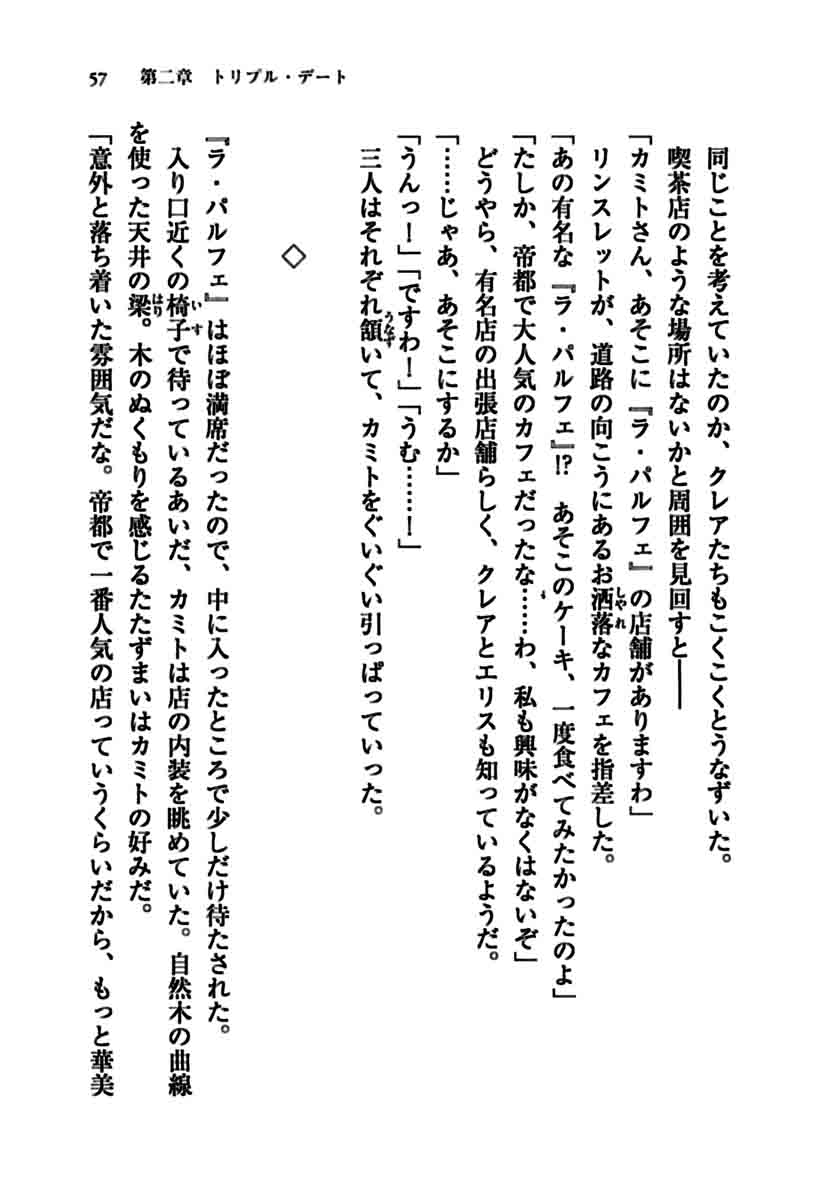 57　第二章　トリプル・デート
同じことを考えていたのか、クレアたちもこくこくとうなずいた。
喫茶店のような場所はないかと周囲を見回すと――
「カミトさん、あそこに『ラ・パルフェ』の店舗がありますわ」
リンスレットが、道路の向こうにあるお洒落なカフェを指差した。
「あの有名な『ラ・パルフェ』!?　あそこのケーキ、一度食べてみたかったのよ」
「たしか、帝都で大人気のカフェだったな……わ、私も興味がなくはないぞ」
どうやら、有名店の出張店舗らしく、クレアとエリスも知っているようだ。
「……じゃあ、あそこにするか」
「うんっ！」「ですわ！」「うむ……！」
三人はそれぞれ頷いて、カミトをぐいぐい引っぱっていった。
◇
『ラ・パルフェ』はほぼ満席だったので、中に入ったところで少しだけ待たされた。
入り口近くの椅子で待っているあいだ、カミトは店の内装を眺めていた。自然木の曲線
を使った天井の梁。木のぬくもりを感じるたたずまいはカミトの好みだ。
「意外と落ち着いた雰囲気だな。帝都で一番人気の店っていうくらいだから、もっと華美